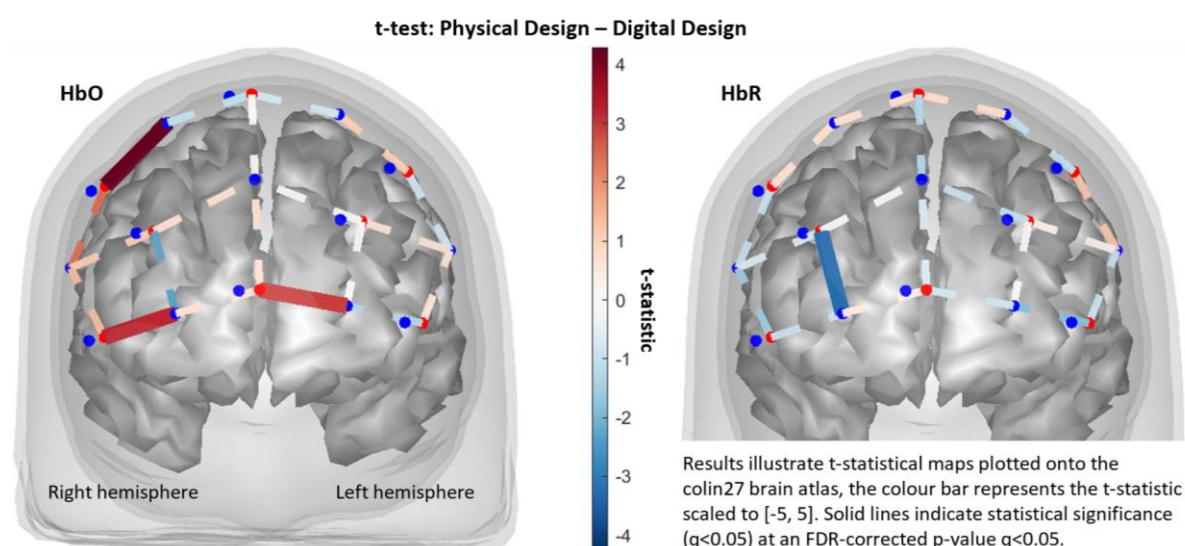 t-test: Physical Design – Digital Design
HbO
HbR
4
3
2
1
0
-1
-2
-3
-4
t-statistic
Right hemisphere
Left hemisphere
Results illustrate t-statistical maps plotted onto the
colin27 brain atlas, the colour bar represents the t-statistic
scaled to [-5, 5]. Solid lines indicate statistical significance
(q<0.05) at an FDR-corrected p-value q<0.05.